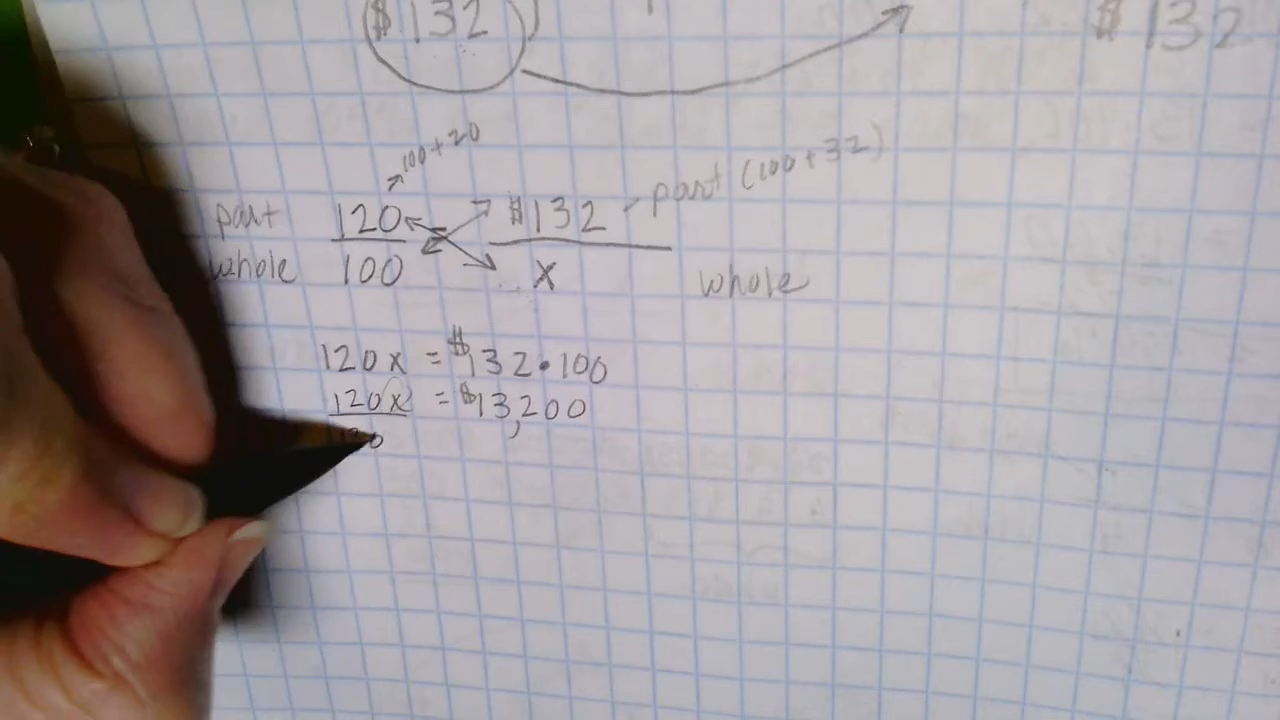 $132 $132
100+20
part 120 $132 - part (100+32)
whole 100 x whole
120x = $132•100
120x = $13,200
120